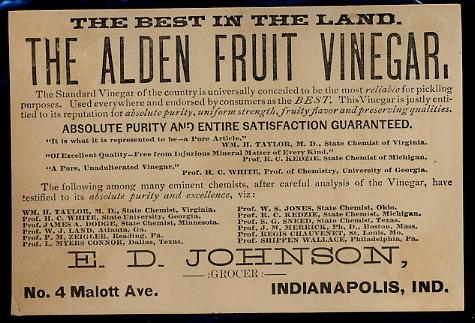 THE BEST IN THE LAND.
THE ALDEN FRUIT VINEGAR.
The Standard Vinegar of the country is universally conceded to be the most reliable for pickling
purposes. Used everywhere and endorsed by consumers as the BEST. This Vinegar is justly enti-
tled to its reputation for absolute purity, uniform strength, fruity flavor and preserving qualities.
ABSOLUTE PURITY AND ENTIRE SATISFACTION GUARANTEED.
"It is what it is represented to be—a Pure Article."
WM. H. TAYLOR, M. D., State Chemist of Virginia.
"Of Excellent Quality—Free from Injurious Mineral Matter of Every Kind."
Prof. R. C. KEDZIE, State Chemist of Michigan.
"A Pure, Unadulterated Vinegar."
Prof. H. C. WHITE, Prof. of Chemistry, University of Georgia.
The following among many eminent chemists, after careful analysis of the Vinegar, have
testified to its absolute purity and excellence, viz:
WM. H. TAYLOR, M. D., State Chemist, Virginia.
Prof. H. C. WHITE, State University, Georgia.
Prof. JAMES A. DODGE, State Chemist, Minnesota.
Prof. W. J. LAND, Atlanta, Ga.
Prof. F. M. ZEIGLER, Reading, Pa.
Prof. L. MYERS CONNOR, Dallas, Texas.
Prof. W. S. JONES, State Chemist, Ohio.
Prof. R. C. KEDZIE, State Chemist, Michigan.
Prof. S. G. SNEED, State Chemist, Texas.
Prof. J. M. MERRICK, Ph. D., Boston, Mass.
Prof. REGIS CHAUVENET, St. Louis, Mo.
Prof. SHIPPEN WALLACE, Philadelphia, Pa.
E. D. JOHNSON,
—:GROCER:—
No. 4 Malott Ave. INDIANAPOLIS, IND.